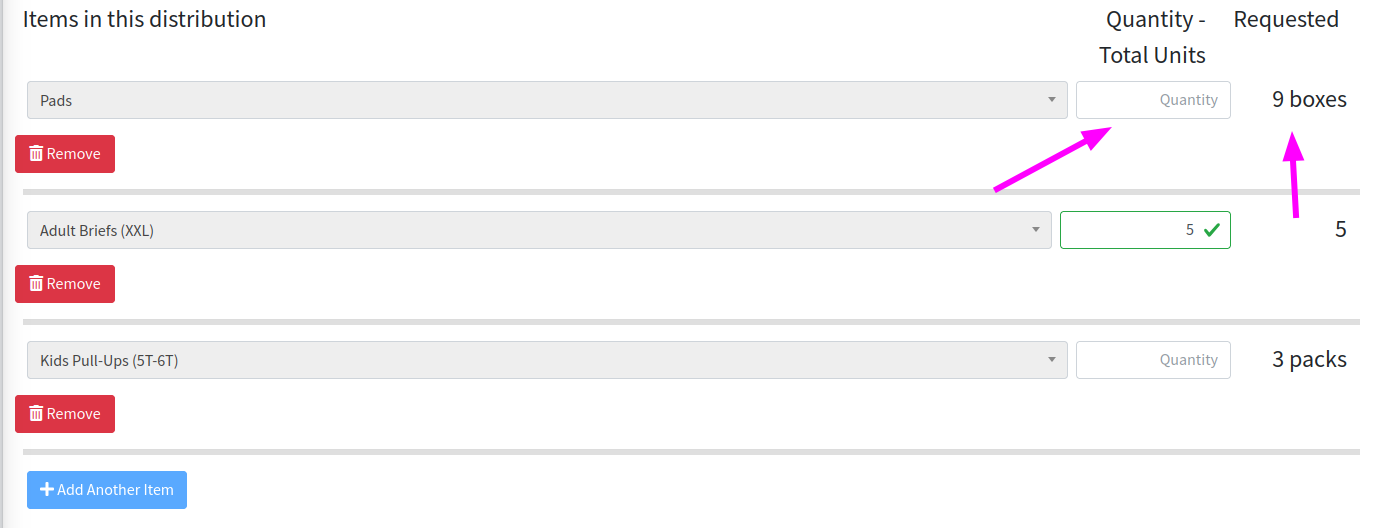 Items in this distribution
Quantity - Total Units
Requested
Pads
Quantity
9 boxes
Remove
Adult Briefs (XXL)
5
5
Remove
Kids Pull-Ups (5T-6T)
Quantity
3 packs
Remove
Add Another Item